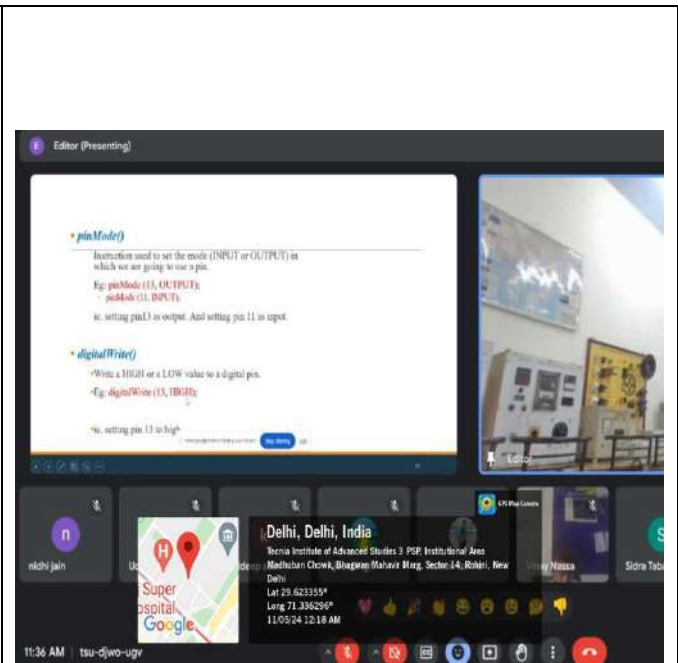 E Editor (Presenting)
• pinMode()
Instruction used to set the mode (INPUT or OUTPUT) in
which we are going to use a pin.
Eg: pinMode (13, OUTPUT);
pinMode (11, INPUT);
ie. setting pin13 as output. And setting pin 11 as input.
• digitalWrite()
•Write a HIGH or a LOW value to a digital pin.
•Eg: digitalWrite (13, HIGH);
•ie. setting pin 13 to high
Stop sharing
Editor
n
nidhi jain
Vinay Nassa
S
Sidra Taba
H
Super
ospital
Google
GPS Map Camera
Delhi, Delhi, India
Tecnia Institute of Advanced Studies 3 PSP, Institutional Area
Madhuban Chowk, Bhagwan Mahavir Marg, Sector-14, Rohini, New
Delhi
Lat 29.623355°
Long 71.336296°
11/05/24 12:18 AM
11:36 AM | tsu-djwo-ugv